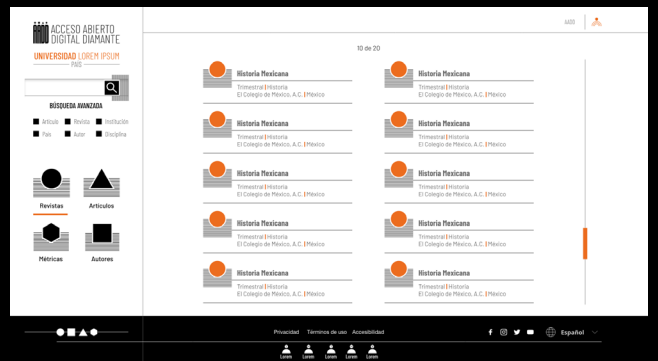 AADD ACCESO ABIERTO
DIGITAL DIAMANTE
UNIVERSIDAD LOREM IPSUM
PAÍS
BÚSQUEDA AVANZADA
Artículo Revista Institución
País Autor Disciplina
Revistas Artículos
Métricas Autores
AADD
10 de 20
Historia Mexicana
Trimestral | Historia
El Colegio de México, A.C. | México
Historia Mexicana
Trimestral | Historia
El Colegio de México, A.C. | México
Historia Mexicana
Trimestral | Historia
El Colegio de México, A.C. | México
Historia Mexicana
Trimestral | Historia
El Colegio de México, A.C. | México
Historia Mexicana
Trimestral | Historia
El Colegio de México, A.C. | México
Historia Mexicana
Trimestral | Historia
El Colegio de México, A.C. | México
Historia Mexicana
Trimestral | Historia
El Colegio de México, A.C. | México
Historia Mexicana
Trimestral | Historia
El Colegio de México, A.C. | México
Historia Mexicana
Trimestral | Historia
El Colegio de México, A.C. | México
Historia Mexicana
Trimestral | Historia
El Colegio de México, A.C. | México
Privacidad Términos de uso Accesibilidad
Español
Lorem Lorem Lorem Lorem Lorem